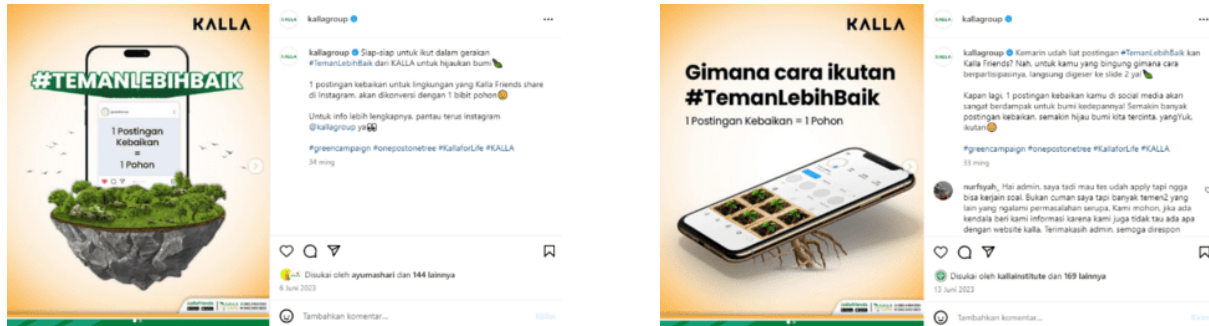 KALLA
#TEMANLEBIHBAIK
1 Postingan
Kebaikan
=
1 Pohon
kallagroup
kallagroup Siap-siap untuk ikut dalam gerakan
#TemanLebihBaik dari KALLA untuk hijaukan bumi
1 postingan kebaikan untuk lingkungan yang Kalla Friends share
di Instagram, akan dikonversi dengan 1 bibit pohon
Untuk info lebih lengkapnya, pantau terus instagram
@kallagroup ya
#greencampaign #onepostonetree #KallaforLife #KALLA
34 ming
Disukai oleh ayumashari dan 144 lainnya
6 Juni 2023
Tambahkan komentar...
Kirim
KALLA
Gimana cara ikutan
#TemanLebihBaik
1 Postingan Kebaikan = 1 Pohon
kallagroup
kallagroup Kemarin udah liat postingan #TemanLebihBaik kan
Kalla Friends? Nah, untuk kamu yang bingung gimana cara
berpartisipasinya, langsung digeser ke slide 2 ya!
Kapan lagi, 1 postingan kebaikan kamu di social media akan
sangat berdampak untuk bumi kedepannya! Semakin banyak
postingan kebaikan, semakin hijau bumi kita tercinta, yangYuk,
ikutan
#greencampaign #onepostonetree #KallaforLife #KALLA
33 ming
nurfsyah_ Hai admin, saya tadi mau tes udah apply tapi ngga
bisa kerjain soal. Bukan cuman saya tapi banyak temen2 yang
lain yang ngalami permasalahan serupa. Kami mohon, jika ada
kendala beri kami informasi karena kami juga tidak tau ada apa
dengan website kalla. Terimakasih admin, semoga direspon
Disukai oleh kallainstitute dan 169 lainnya
13 Juni 2023
Tambahkan komentar...